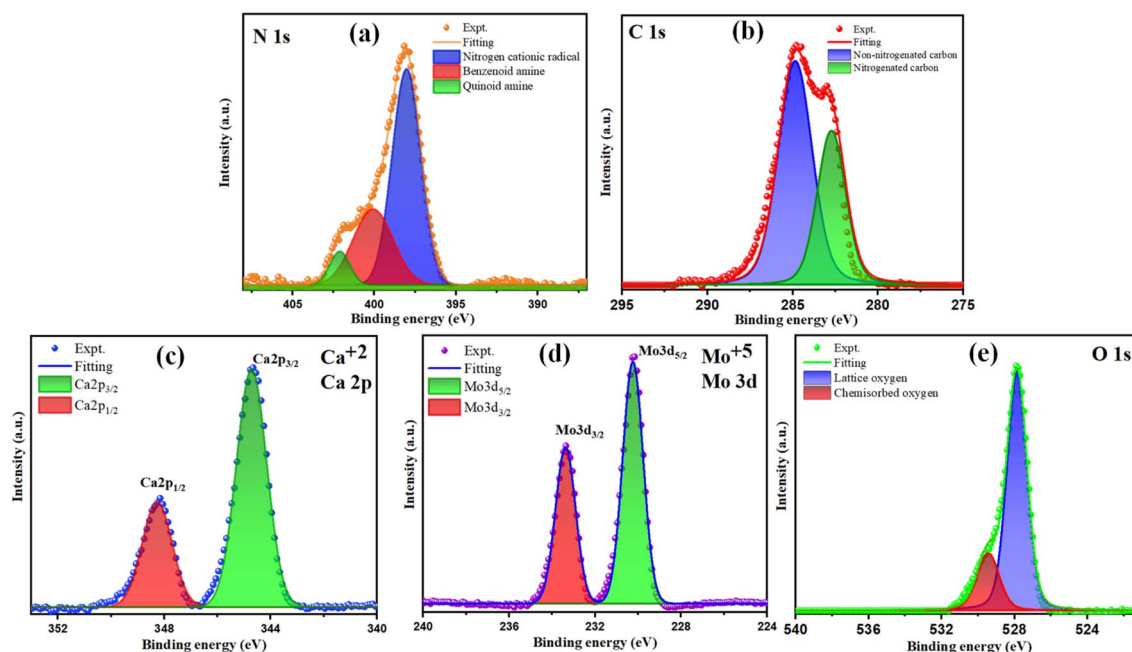 N 1s
(a)
Expt.
Fitting
Nitrogen cationic radical
Benzenoid amine
Quinoid amine
Intensity (a.u.)
405 400 395 390
Binding energy (eV)
C 1s
(b)
Expt.
Fitting
Non-nitrogenated carbon
Nitrogenated carbon
Intensity (a.u.)
295 290 285 280 275
Binding energy (eV)
Expt.
Fitting
Ca2p3/2
Ca2p1/2
(c)
Ca+2
Ca 2p
Ca2p3/2
Ca2p1/2
Intensity (a.u.)
352 348 344 340
Binding energy (eV)
Expt.
Fitting
Mo3d5/2
Mo3d3/2
(d)
Mo3d5/2
Mo+5
Mo 3d
Mo3d3/2
Intensity (a.u.)
240 236 232 228 224
Binding energy (eV)
Expt.
Fitting
Lattice oxygen
Chemisorbed oxygen
(e)
O 1s
Intensity (a.u.)
540 536 532 528 524
Binding energy (eV)